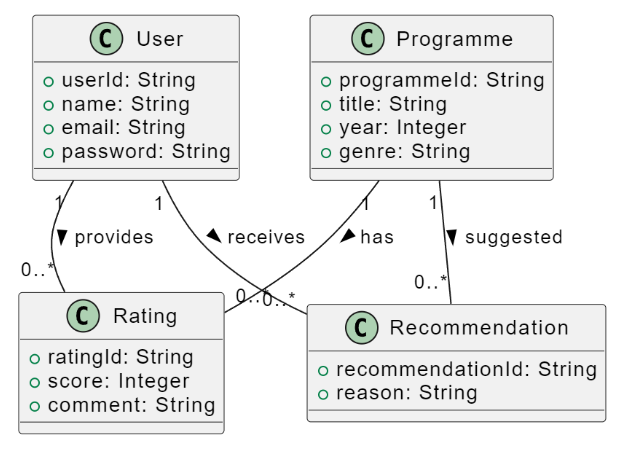 C User
userId: String
name: String
email: String
password: String
C Programme
programmeId: String
title: String
year: Integer
genre: String
1
1
1
1
provides
receives
has
suggested
0..*
0..*
0..*
0..*
C Rating
ratingId: String
score: Integer
comment: String
C Recommendation
recommendationId: String
reason: String